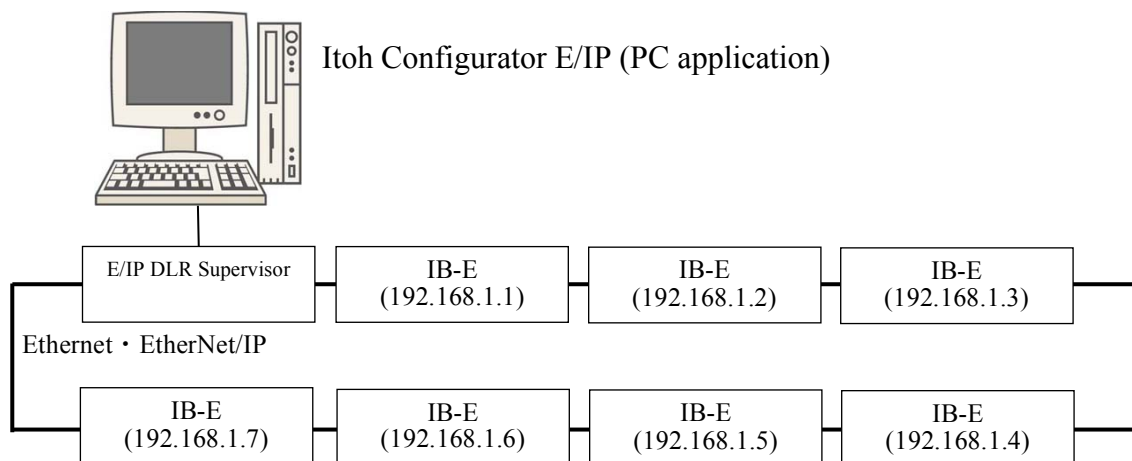 Itoh Configurator E/IP (PC application)
E/IP DLR Supervisor
IB-E
(192.168.1.1)
IB-E
(192.168.1.2)
IB-E
(192.168.1.3)
Ethernet・EtherNet/IP
IB-E
(192.168.1.7)
IB-E
(192.168.1.6)
IB-E
(192.168.1.5)
IB-E
(192.168.1.4)